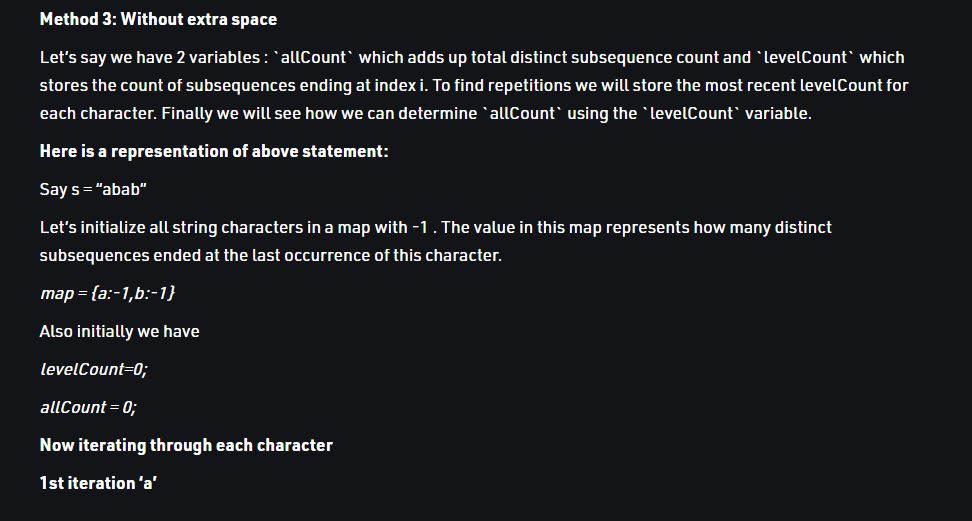 Method 3: Without extra space
Let's say we have 2 variables : `allCount` which adds up total distinct subsequence count and `levelCount` which
stores the count of subsequences ending at index i. To find repetitions we will store the most recent levelCount for
each character. Finally we will see how we can determine `allCount` using the `levelCount` variable.
Here is a representation of above statement:
Say s = "abab"
Let's initialize all string characters in a map with -1 . The value in this map represents how many distinct
subsequences ended at the last occurrence of this character.
map = {a:-1,b:-1}
Also initially we have
levelCount=0;
allCount = 0;
Now iterating through each character
1st iteration 'a'